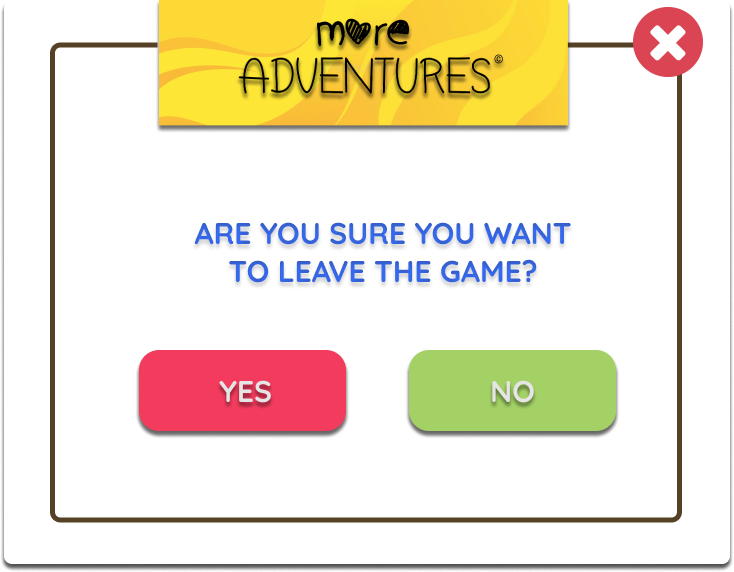 more
ADVENTURES©
ARE YOU SURE YOU WANT
TO LEAVE THE GAME?
YES
NO